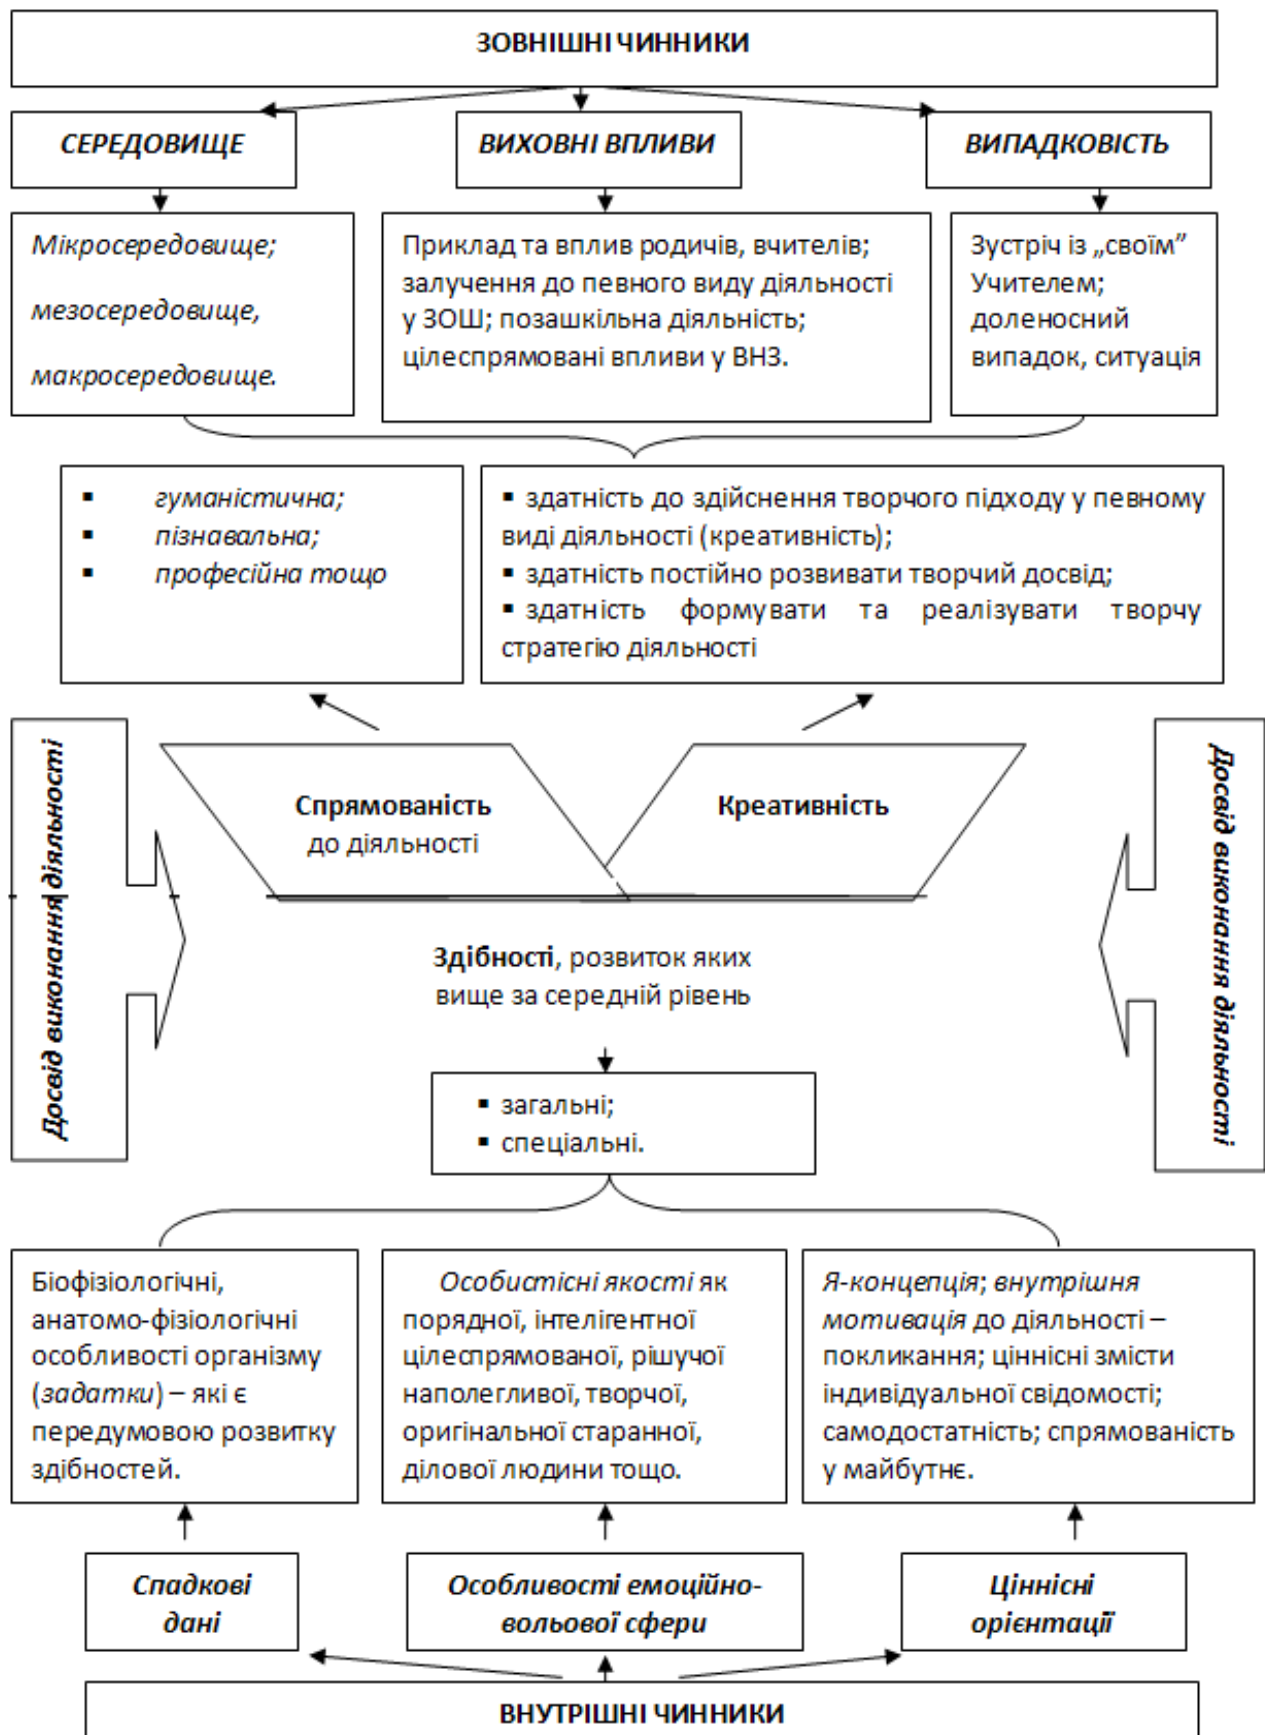 ЗОВНІШНІ ЧИННИКИ
СЕРЕДОВИЩЕ
ВИХОВНІ ВПЛИВИ
ВИПАДКОВІСТЬ
Мікросередовище;
мезосередовище,
макросередовище.
Приклад та вплив родичів, вчителів;
залучення до певного виду діяльності
у ЗОШ; позашкільна діяльність;
цілеспрямовані впливи у ВНЗ.
Зустріч із „своїм”
Учителем;
доленосний
випадок, ситуація
▪ гуманістична;
▪ пізнавальна;
▪ професійна тощо
▪ здатність до здійснення творчого підходу у певному
виді діяльності (креативність);
▪ здатність постійно розвивати творчий досвід;
▪ здатність формувати та реалізувати творчу
стратегію діяльності
Досвід виконання діяльності
Спрямованість
до діяльності
Креативність
Досвід виконання діяльності
Здібності, розвиток яких
вище за середній рівень
▪ загальні;
▪ спеціальні.
Біофізіологічні,
анатомо-фізіологічні
особливості організму
(задатки) – які є
передумовою розвитку
здібностей.
Особистісні якості як
порядної, інтелігентної
цілеспрямованої, рішучої
наполегливої, творчої,
оригінальної старанної,
ділової людини тощо.
Я-концепція; внутрішня
мотивація до діяльності –
покликання; ціннісні змісти
індивідуальної свідомості;
самодостатність; спрямованість
у майбутнє.
Спадкові
дані
Особливості емоційно-
вольової сфери
Ціннісні
орієнтації
ВНУТРІШНІ ЧИННИКИ